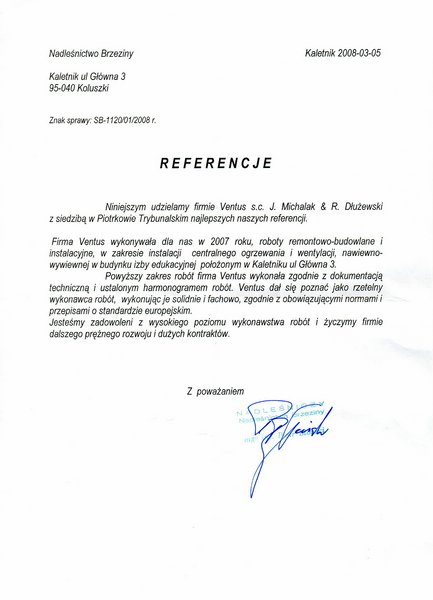 Nadleśnictwo Brzeziny Kaletnik 2008-03-05
Kaletnik ul Główna 3
95-040 Koluszki
Znak sprawy: SB-1120/01/2008 r.
REFERENCJE
Niniejszym udzielamy firmie Ventus s.c. J. Michalak & R. Dłużewski
z siedzibą w Piotrkowie Trybunalskim najlepszych naszych referencji.
Firma Ventus wykonywała dla nas w 2007 roku, roboty remontowo-budowlane i
instalacyjne, w zakresie instalacji centralnego ogrzewania i wentylacji, nawiewno-
wywiewnej w budynku izby edukacyjnej położonym w Kaletniku ul Główna 3.
Powyższy zakres robót firma Ventus wykonała zgodnie z dokumentacją
techniczną i ustalonym harmonogramem robót. Ventus dał się poznać jako rzetelny
wykonawca robót, wykonując je solidnie i fachowo, zgodnie z obowiązującymi normami i
przepisami o standardzie europejskim.
Jesteśmy zadowoleni z wysokiego poziomu wykonawstwa robót i życzymy firmie
dalszego prężnego rozwoju i dużych kontraktów.
Z poważaniem
NADLEŚNICZY
Nadleśnictwa Brzeziny